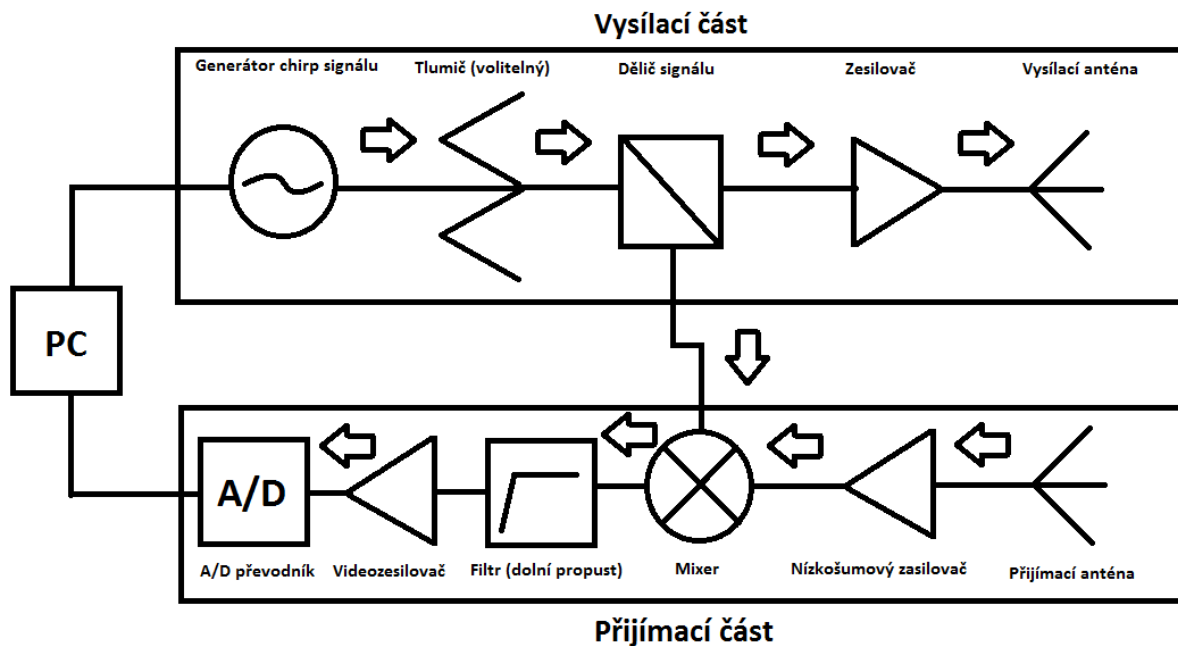 Vysílací část
Generátor chirp signálu
Tlumič (volitelný)
Dělič signálu
Zesilovač
Vysílací anténa
PC
A/D
A/D převodník
Videozesilovač
Filtr (dolní propust)
Mixer
Nízkošumový zasilovač
Přijímací anténa
Přijímací část